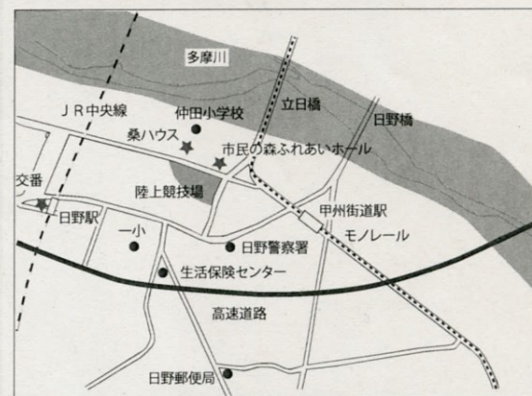 多摩川
JR中央線
仲田小学校
立日橋
日野橋
桑ハウス
市民の森ふれあいホール
交番
陸上競技場
日野駅
甲州街道駅
一小
日野警察署
モノレール
生活保険センター
高速道路
日野郵便局